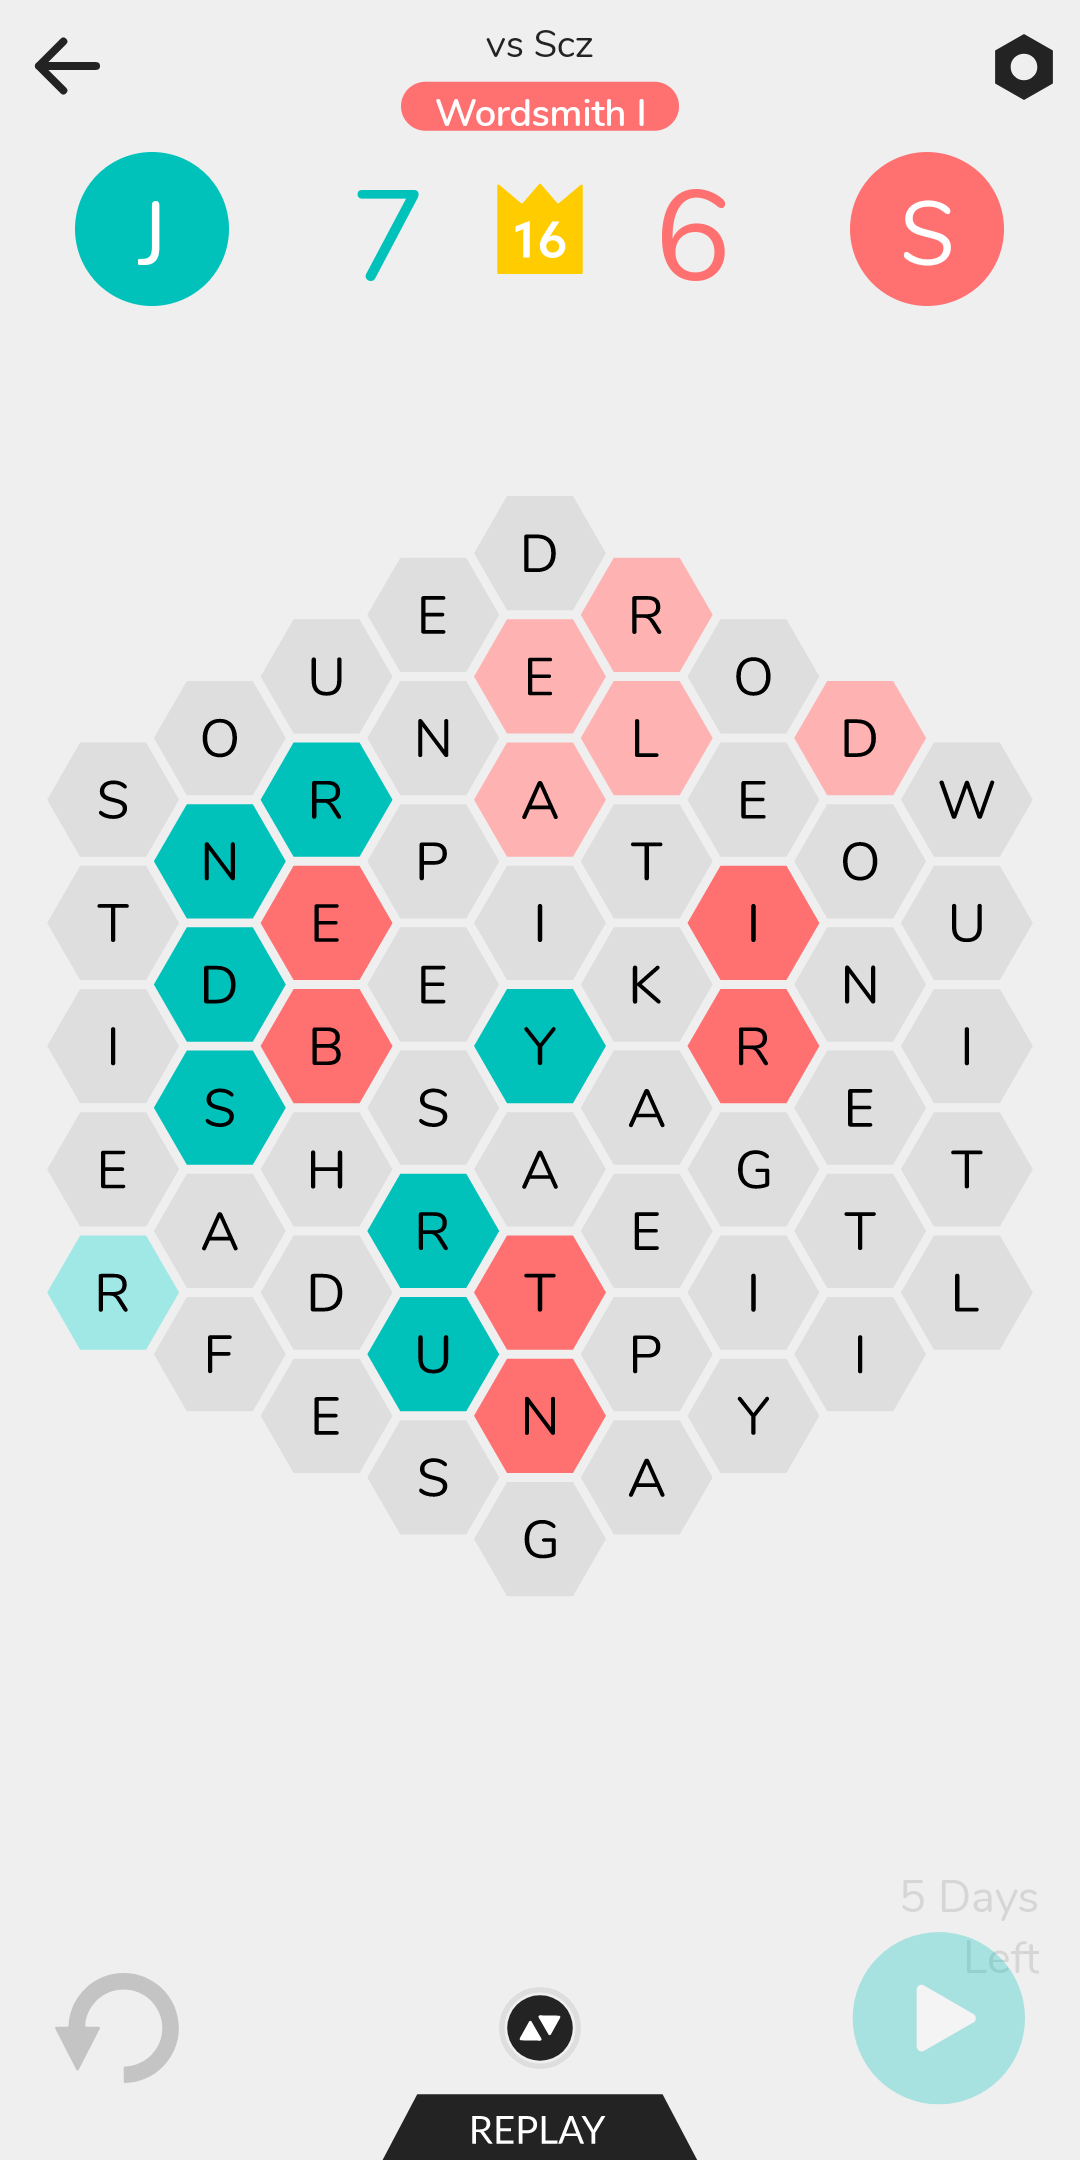 vs Scz
Wordsmith I
J 7 16 6 S
D
E R
U E O
O N L D
S R A E W
N P T O
T E I I U
D E K N
I B Y R I
S S A E
E H A G T
A R E T
R D T I L
F U P I
E N Y
S A
G
5 Days
Left
REPLAY